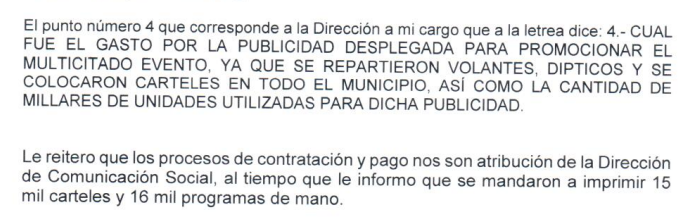 El punto número 4 que corresponde a la Dirección a mi cargo que a la letrea dice: 4.- CUAL
FUE EL GASTO POR LA PUBLICIDAD DESPLEGADA PARA PROMOCIONAR EL
MULTICITADO EVENTO, YA QUE SE REPARTIERON VOLANTES, DIPTICOS Y SE
COLOCARON CARTELES EN TODO EL MUNICIPIO, ASÍ COMO LA CANTIDAD DE
MILLARES DE UNIDADES UTILIZADAS PARA DICHA PUBLICIDAD.
Le reitero que los procesos de contratación y pago nos son atribución de la Dirección
de Comunicación Social, al tiempo que le informo que se mandaron a imprimir 15
mil carteles y 16 mil programas de mano.